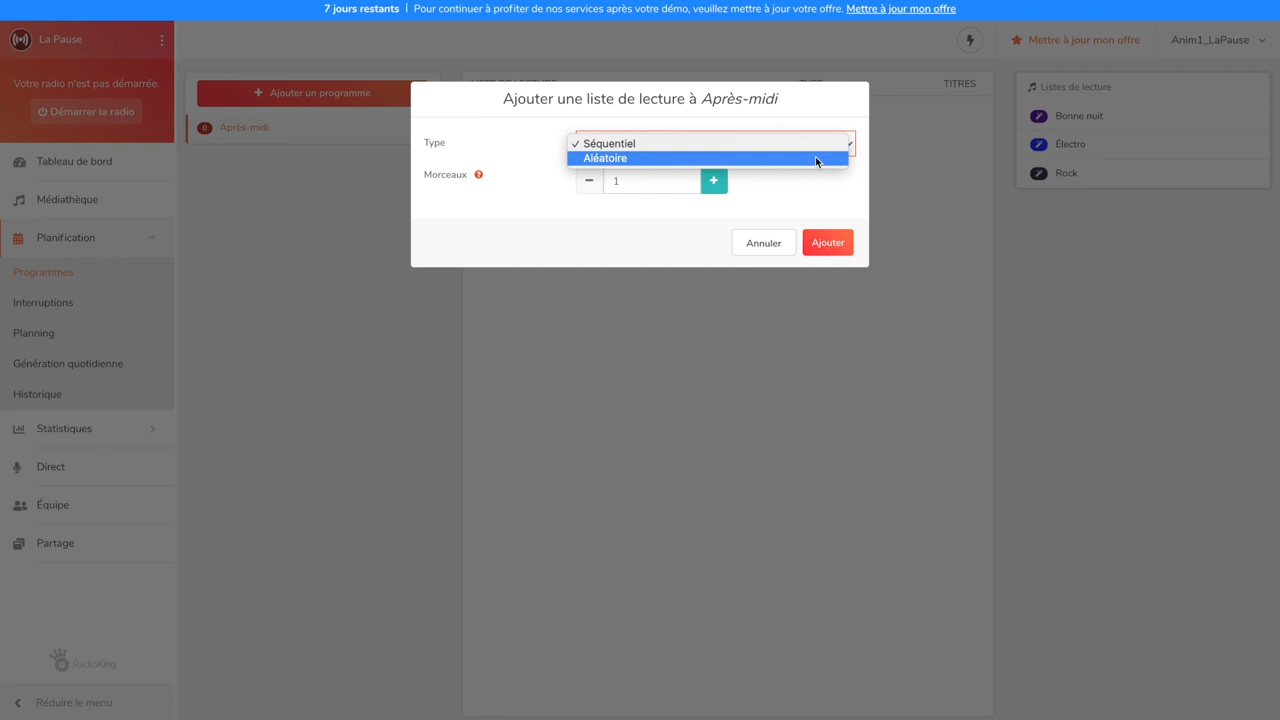 7 jours restants | Pour continuer à profiter de nos services après votre démo, veuillez mettre à jour votre offre. Mettre à jour mon offre
La Pause
Mettre à jour mon offre
Anim1_LaPause
Votre radio n'est pas démarrée.
Démarrer la radio
Tableau de bord
Médiathèque
Planification
Programmes
Interruptions
Planning
Génération quotidienne
Historique
Statistiques
Direct
Équipe
Partage
RadioKing
Réduire le menu
+ Ajouter un programme
0 Après-midi
TITRES
Ajouter une liste de lecture à Après-midi
Type
✓ Séquentiel
Aléatoire
Morceaux ?
− 1 +
Annuler
Ajouter
Listes de lecture
Bonne nuit
Électro
Rock